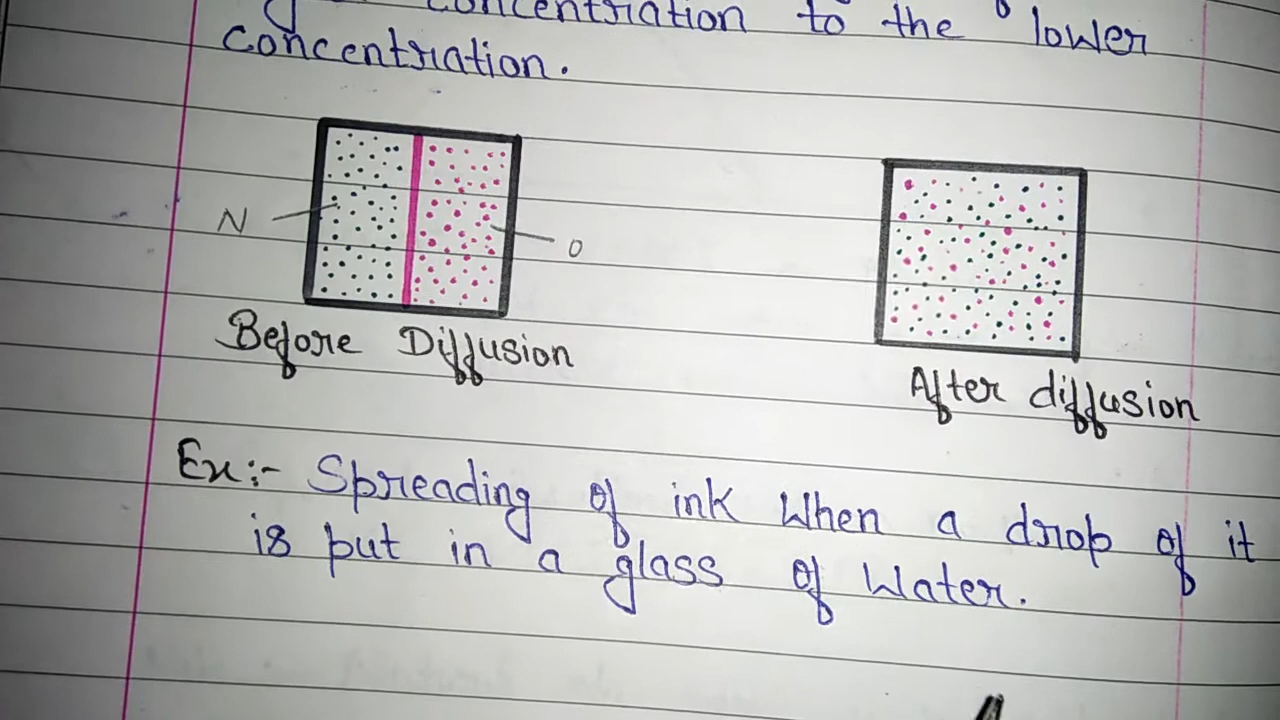 concentration to the lower
concentration.
N
O
Before Diffusion
After diffusion
Ex:- Spreading of ink when a drop of it
is put in a glass of water.